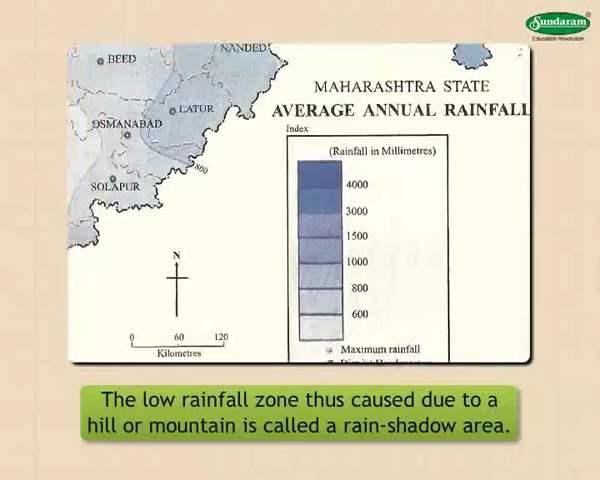 Sundaram
Education Revolution
NANDED
BEED
LATUR
OSMANABAD
SOLAPUR
800
MAHARASHTRA STATE
AVERAGE ANNUAL RAINFALL
Index
(Rainfall in Millimetres)
4000
3000
1500
1000
800
600
Maximum rainfall
N
0 60 120
Kilometres
The low rainfall zone thus caused due to a
hill or mountain is called a rain-shadow area.